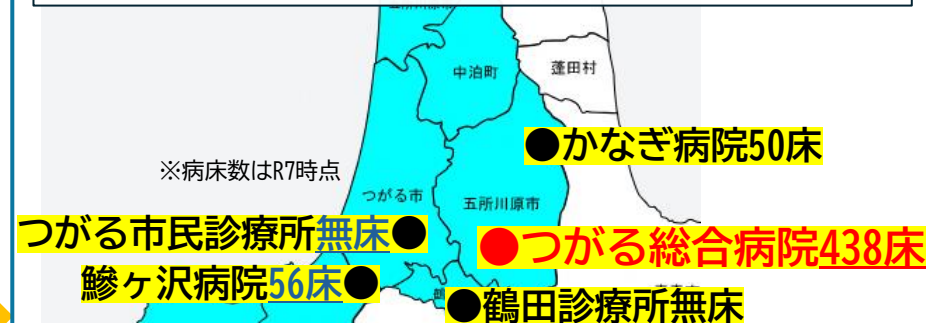 中泊町
蓬田村
●かなぎ病院50床
※病床数はR7時点
つがる市
五所川原市
つがる市民診療所無床●
●つがる総合病院438床
鰺ヶ沢病院56床●
●鶴田診療所無床